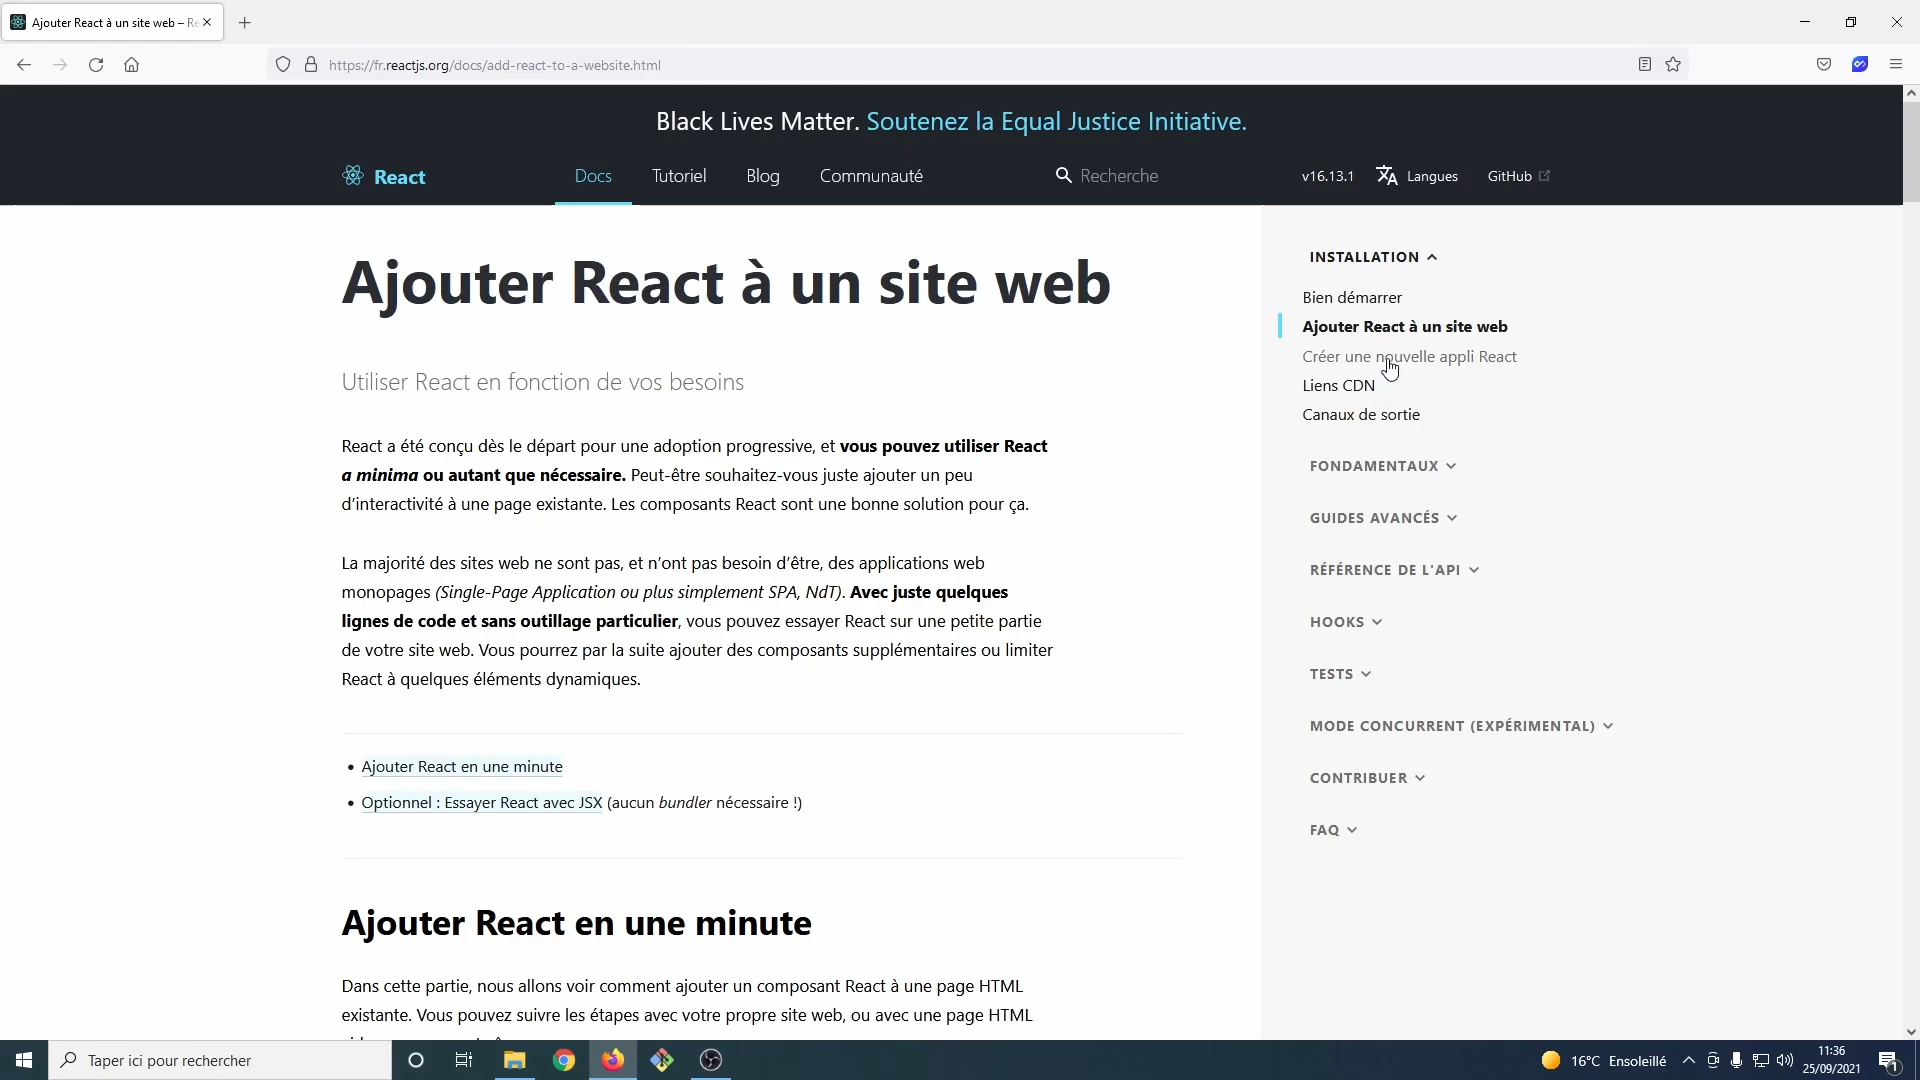 Ajouter React à un site web – Re
https://fr.reactjs.org/docs/add-react-to-a-website.html
Black Lives Matter. Soutenez la Equal Justice Initiative.
React
Docs
Tutoriel
Blog
Communauté
Recherche
v16.13.1
Langues
GitHub
Ajouter React à un site web
Utiliser React en fonction de vos besoins
React a été conçu dès le départ pour une adoption progressive, et vous pouvez utiliser React
a minima ou autant que nécessaire. Peut-être souhaitez-vous juste ajouter un peu
d’interactivité à une page existante. Les composants React sont une bonne solution pour ça.
La majorité des sites web ne sont pas, et n’ont pas besoin d’être, des applications web
monopages (Single-Page Application ou plus simplement SPA, NdT). Avec juste quelques
lignes de code et sans outillage particulier, vous pouvez essayer React sur une petite partie
de votre site web. Vous pourrez par la suite ajouter des composants supplémentaires ou limiter
React à quelques éléments dynamiques.
• Ajouter React en une minute
• Optionnel : Essayer React avec JSX (aucun bundler nécessaire !)
Ajouter React en une minute
Dans cette partie, nous allons voir comment ajouter un composant React à une page HTML
existante. Vous pouvez suivre les étapes avec votre propre site web, ou avec une page HTML
INSTALLATION
Bien démarrer
Ajouter React à un site web
Créer une nouvelle appli React
Liens CDN
Canaux de sortie
FONDAMENTAUX
GUIDES AVANCÉS
RÉFÉRENCE DE L'API
HOOKS
TESTS
MODE CONCURRENT (EXPÉRIMENTAL)
CONTRIBUER
FAQ
Taper ici pour rechercher
16°C Ensoleillé
11:36
25/09/2021
1